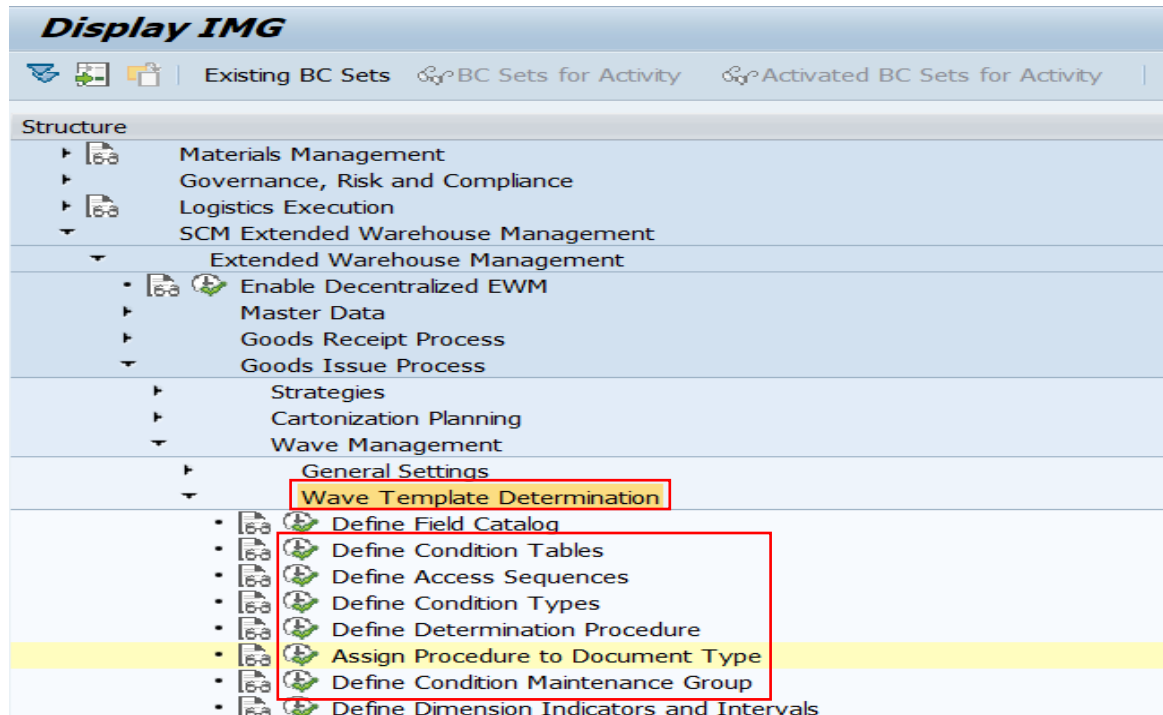 Display IMG
Existing BC Sets BC Sets for Activity Activated BC Sets for Activity
Structure
Materials Management
Governance, Risk and Compliance
Logistics Execution
SCM Extended Warehouse Management
Extended Warehouse Management
Enable Decentralized EWM
Master Data
Goods Receipt Process
Goods Issue Process
Strategies
Cartonization Planning
Wave Management
General Settings
Wave Template Determination
Define Field Catalog
Define Condition Tables
Define Access Sequences
Define Condition Types
Define Determination Procedure
Assign Procedure to Document Type
Define Condition Maintenance Group
Define Dimension Indicators and Intervals